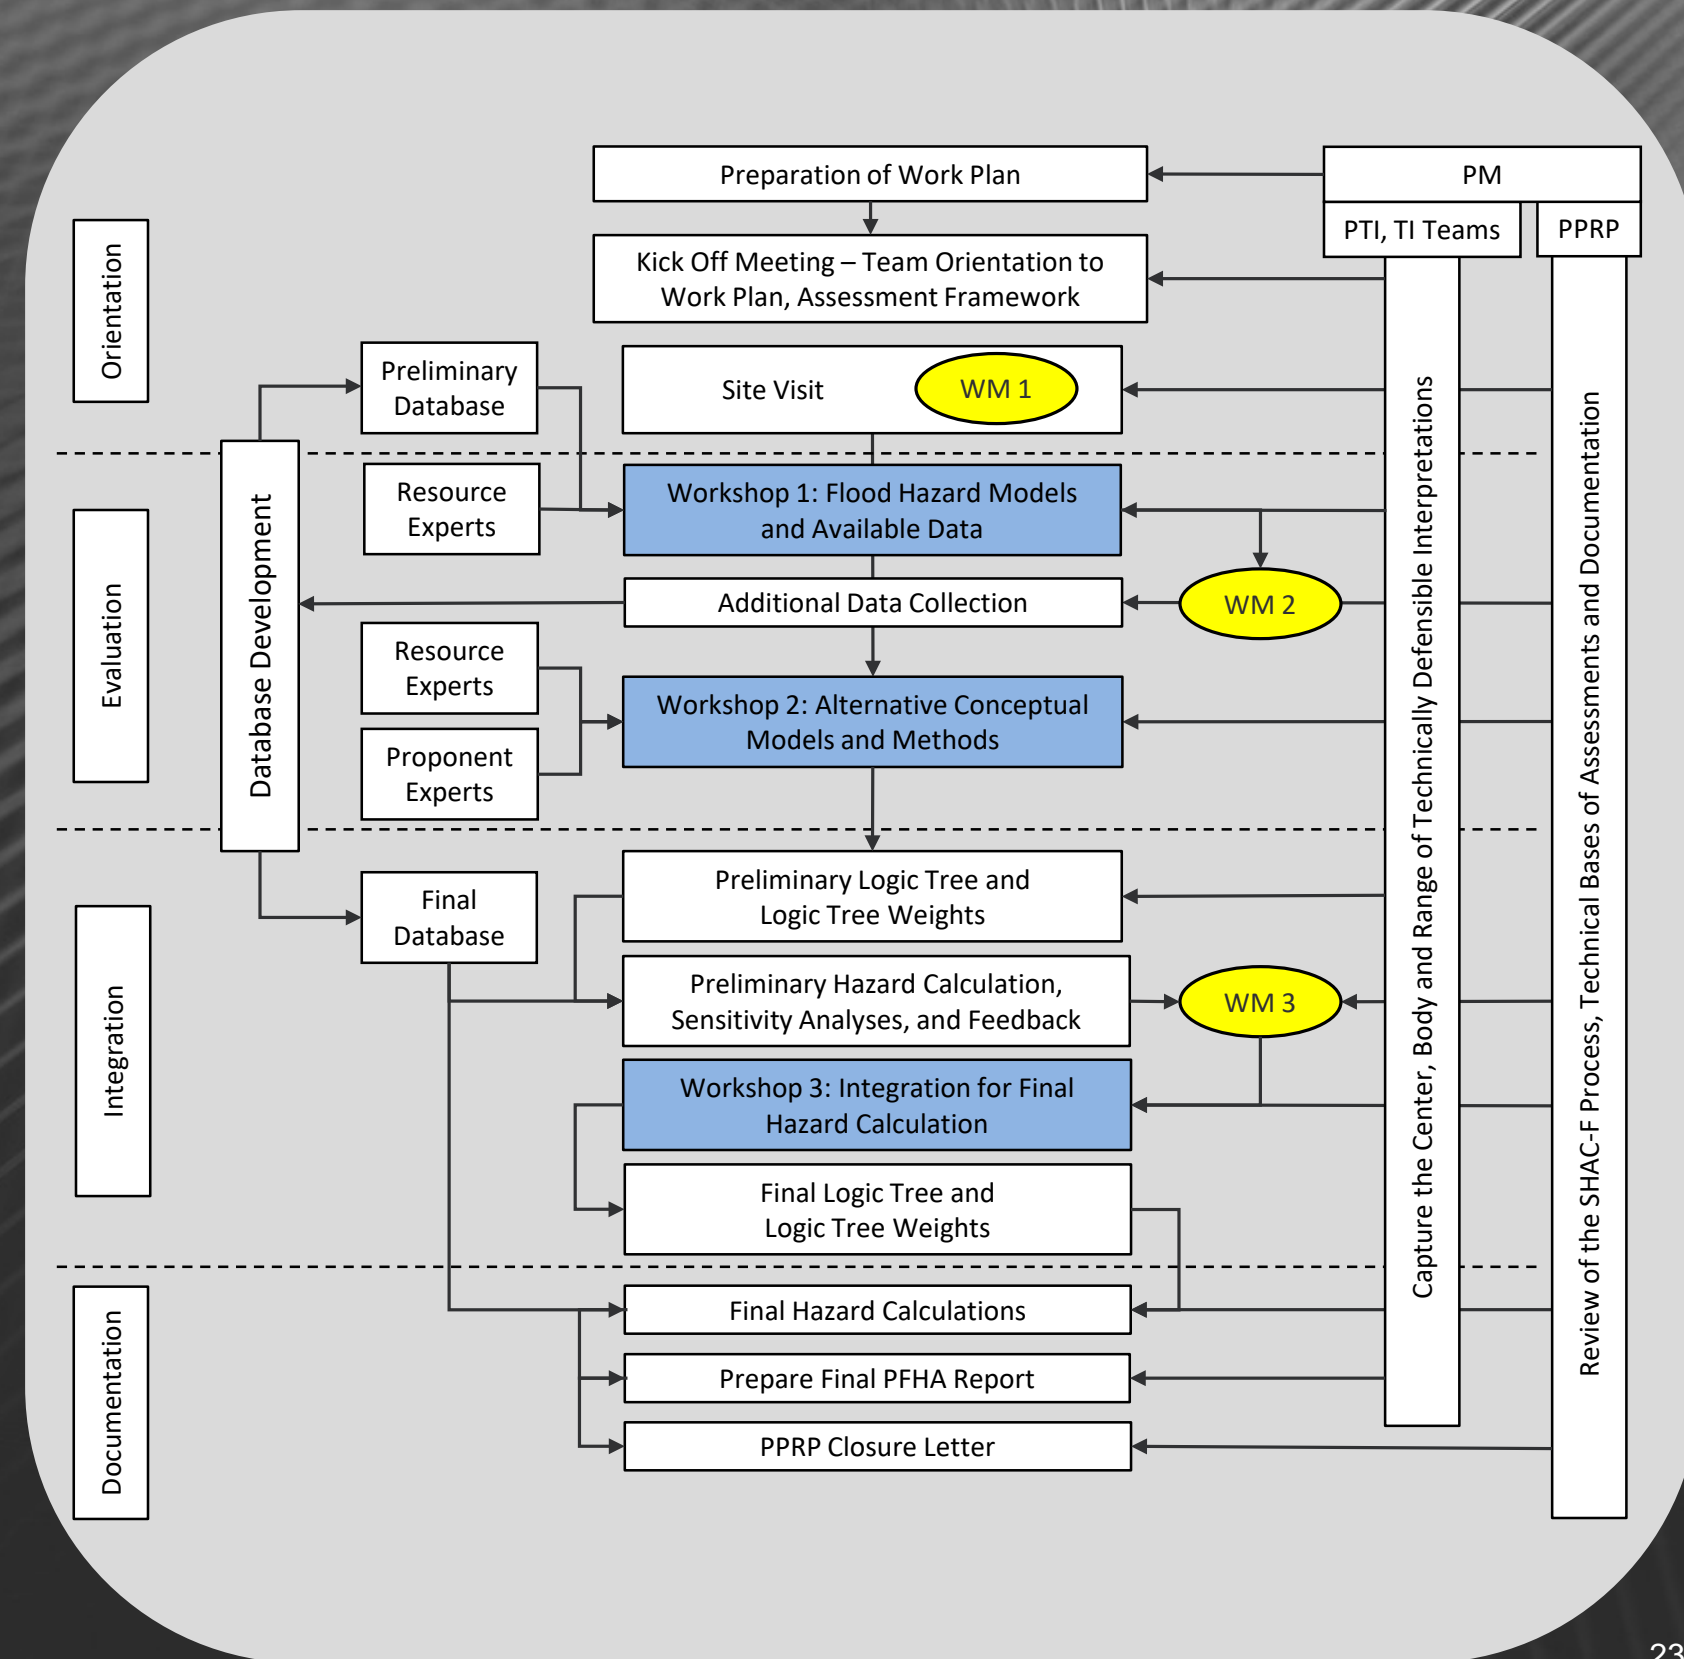 Preparation of Work Plan
PM
PTI, TI Teams
PPRP
Kick Off Meeting – Team Orientation to
Work Plan, Assessment Framework
Orientation
Preliminary
Database
Site Visit
WM 1
Resource
Experts
Workshop 1: Flood Hazard Models
and Available Data
Evaluation
Database Development
Additional Data Collection
WM 2
Resource
Experts
Proponent
Experts
Workshop 2: Alternative Conceptual
Models and Methods
Capture the Center, Body and Range of Technically Defensible Interpretations
Review of the SHAC-F Process, Technical Bases of Assessments and Documentation
Integration
Final
Database
Preliminary Logic Tree and
Logic Tree Weights
Preliminary Hazard Calculation,
Sensitivity Analyses, and Feedback
WM 3
Workshop 3: Integration for Final
Hazard Calculation
Final Logic Tree and
Logic Tree Weights
Documentation
Final Hazard Calculations
Prepare Final PFHA Report
PPRP Closure Letter
23